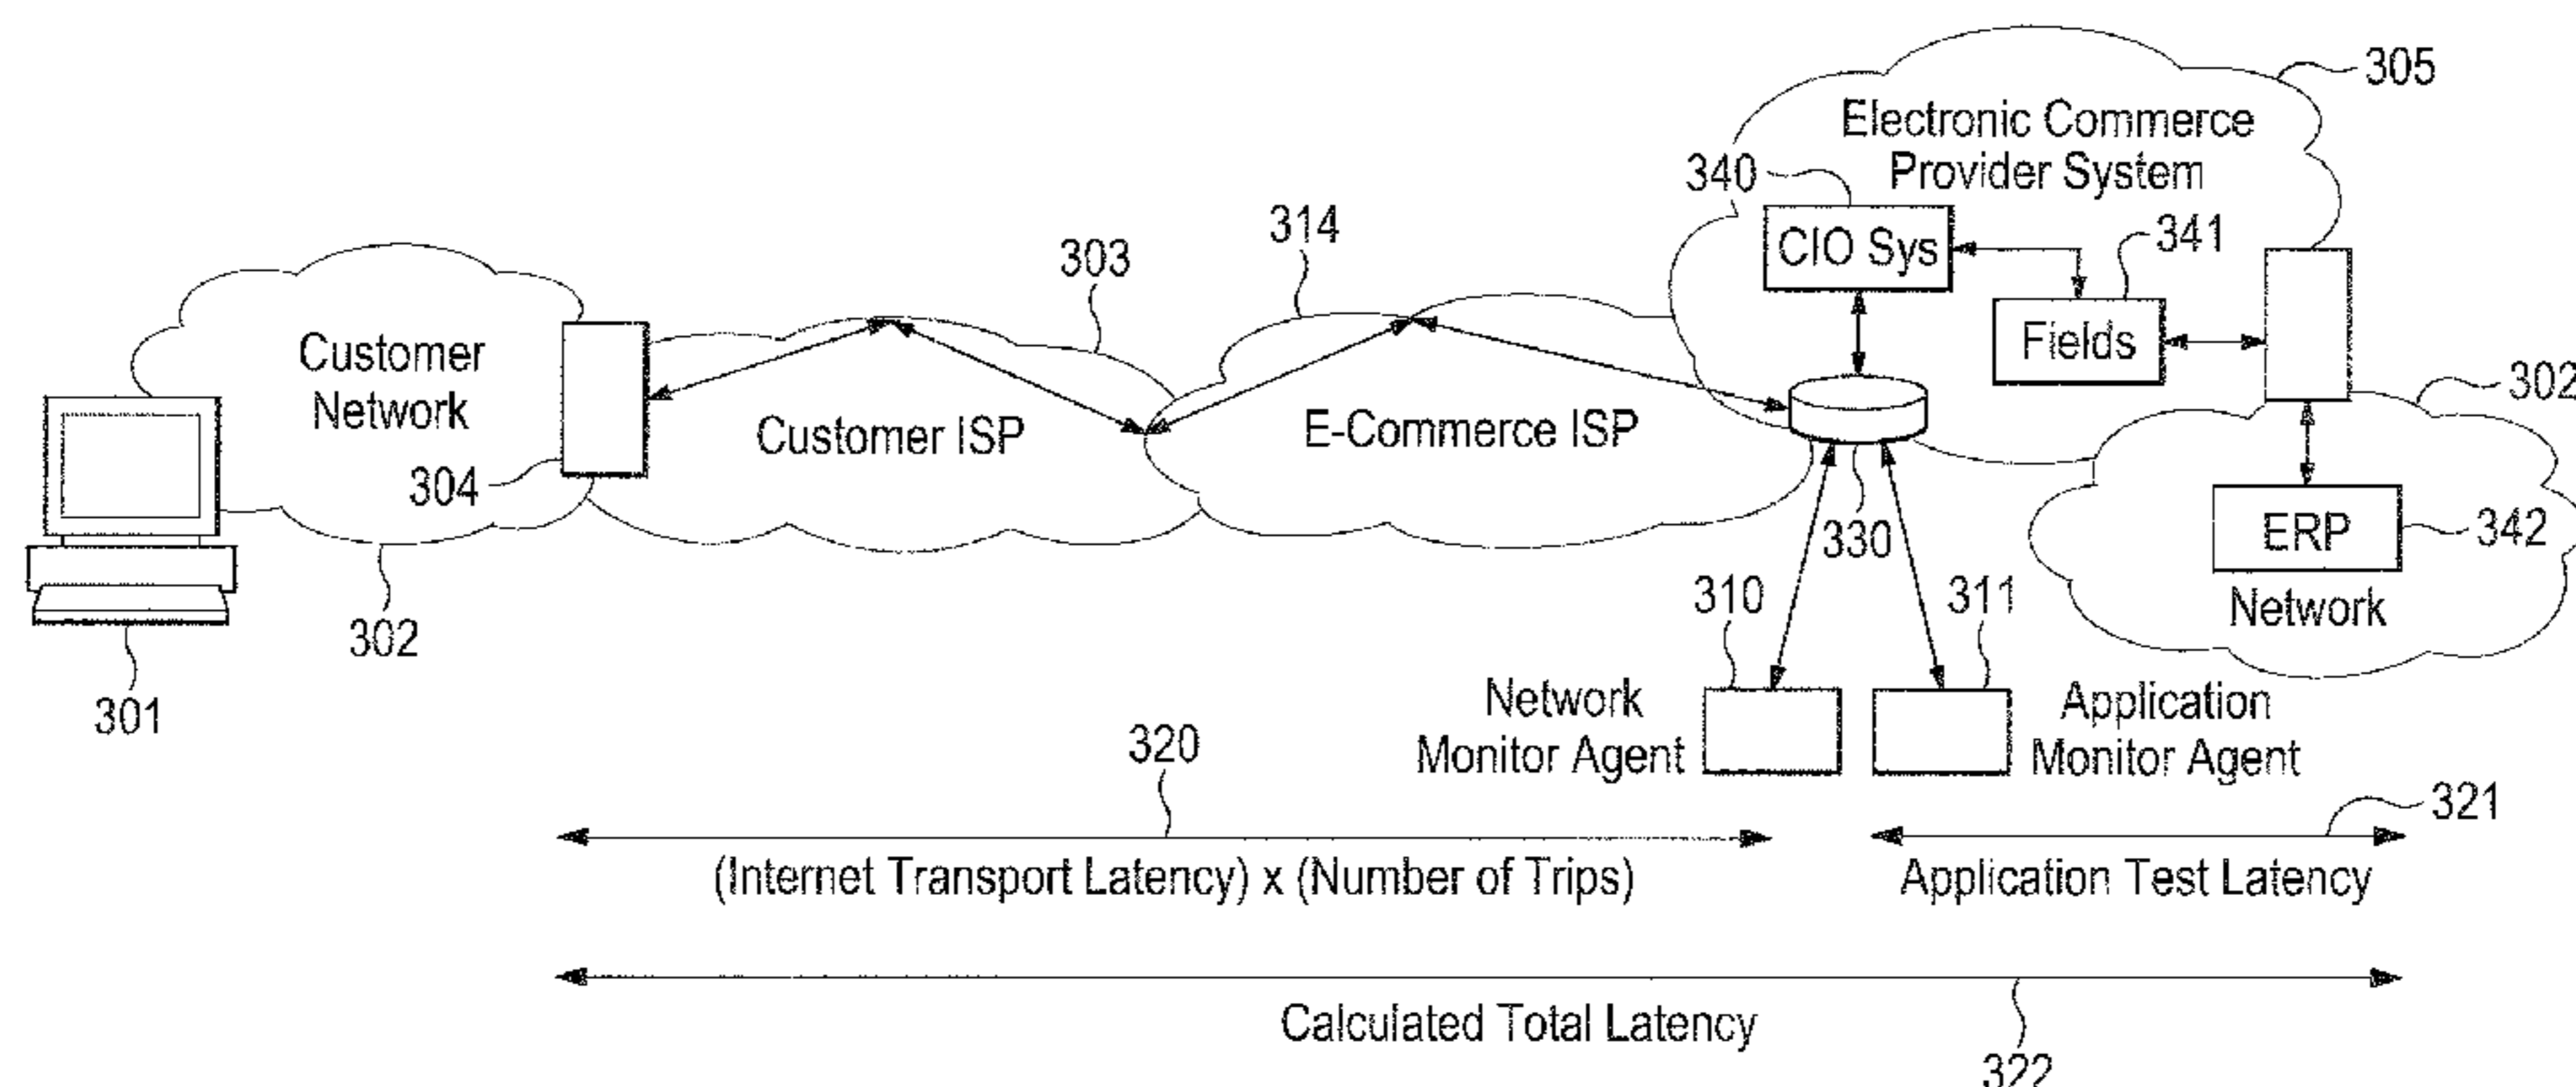 305
Electronic Commerce
Provider System
340
CIO Sys
341
Fields
314
303
Customer
Network
304
Customer ISP
E-Commerce ISP
302
330
ERP
342
Network
302
301
310
311
Network
Monitor Agent
Application
Monitor Agent
320
321
(Internet Transport Latency) x (Number of Trips)
Application Test Latency
Calculated Total Latency
322